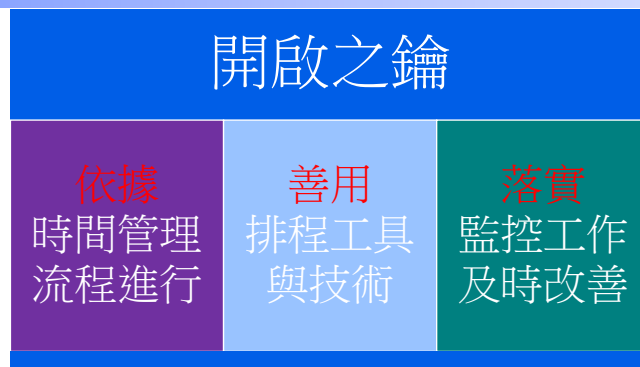 開啟之鑰
依據
時間管理
流程進行
善用
排程工具
與技術
落實
監控工作
及時改善